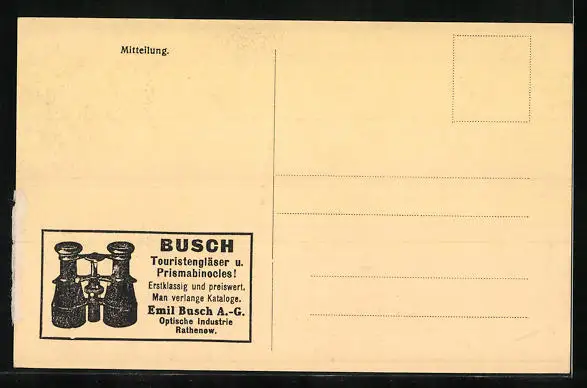 Mitteilung.
BUSCH
Touristengläser u.
Prismabinocles!
Erstklassig und preiswert.
Man verlange Kataloge.
Emil Busch A.-G.
Optische Industrie
Rathenow.